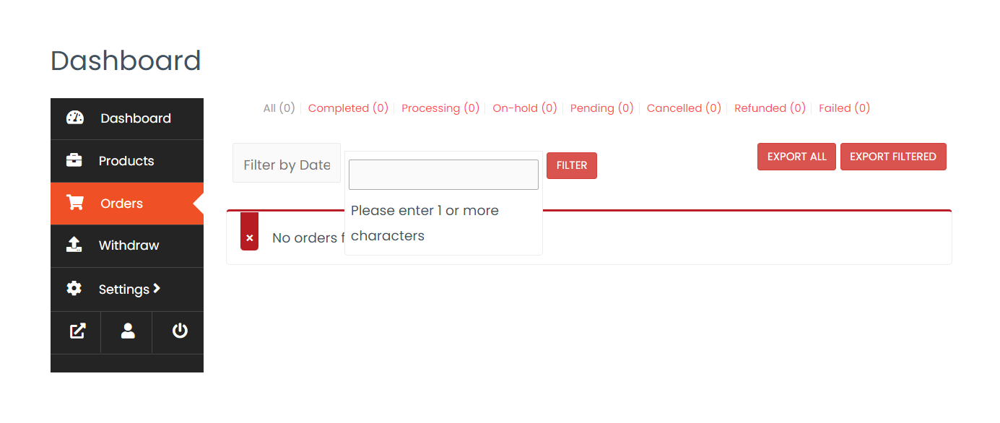 Dashboard
Dashboard
Products
Orders
Withdraw
Settings
All (0) Completed (0) Processing (0) On-hold (0) Pending (0) Cancelled (0) Refunded (0) Failed (0)
Filter by Date
FILTER
EXPORT ALL EXPORT FILTERED
Please enter 1 or more
characters
No orders f